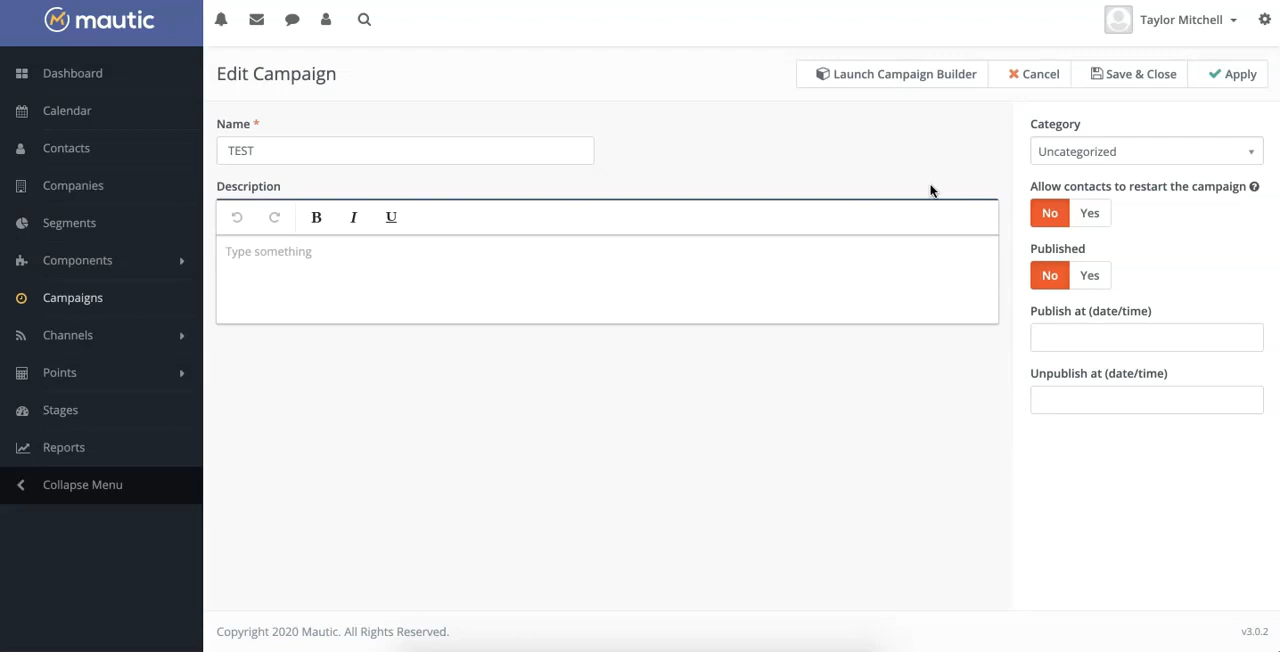 mautic
Taylor Mitchell
Dashboard
Calendar
Contacts
Companies
Segments
Components
Campaigns
Channels
Points
Stages
Reports
Collapse Menu
Edit Campaign
Launch Campaign Builder
Cancel
Save & Close
Apply
Name *
TEST
Description
B I U
Type something
Category
Uncategorized
Allow contacts to restart the campaign
No Yes
Published
No Yes
Publish at (date/time)
Unpublish at (date/time)
Copyright 2020 Mautic. All Rights Reserved.
v3.0.2